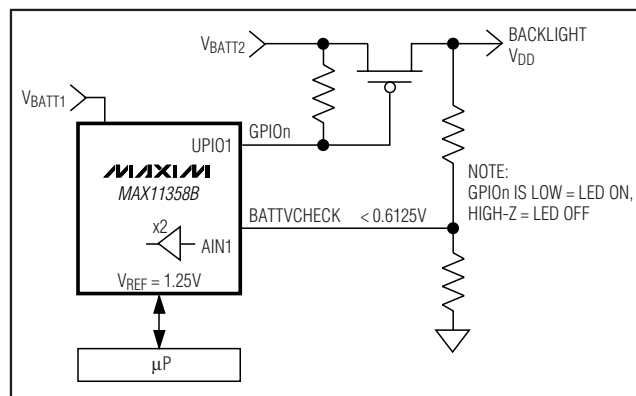 BACKLIGHT
VDD
VBATT2
VBATT1
GPIOn
UPIO1
MAXIM
MAX11358B
NOTE:
GPIOn IS LOW = LED ON,
HIGH-Z = LED OFF
BATTVCHECK < 0.6125V
x2
AIN1
VREF = 1.25V
µP